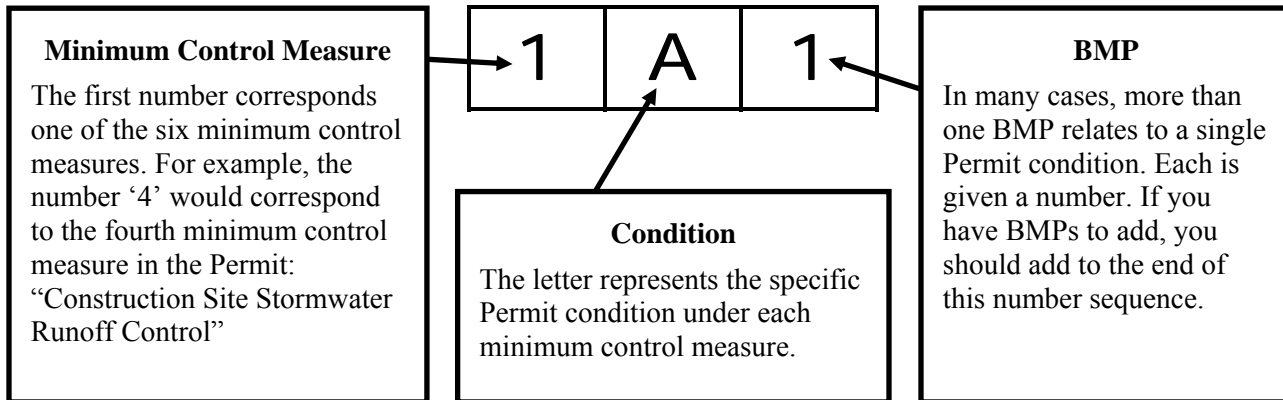 Minimum Control Measure
The first number corresponds
one of the six minimum control
measures. For example, the
number ‘4’ would correspond
to the fourth minimum control
measure in the Permit:
“Construction Site Stormwater
Runoff Control”
1 A 1
Condition
The letter represents the specific
Permit condition under each
minimum control measure.
BMP
In many cases, more than
one BMP relates to a single
Permit condition. Each is
given a number. If you
have BMPs to add, you
should add to the end of
this number sequence.